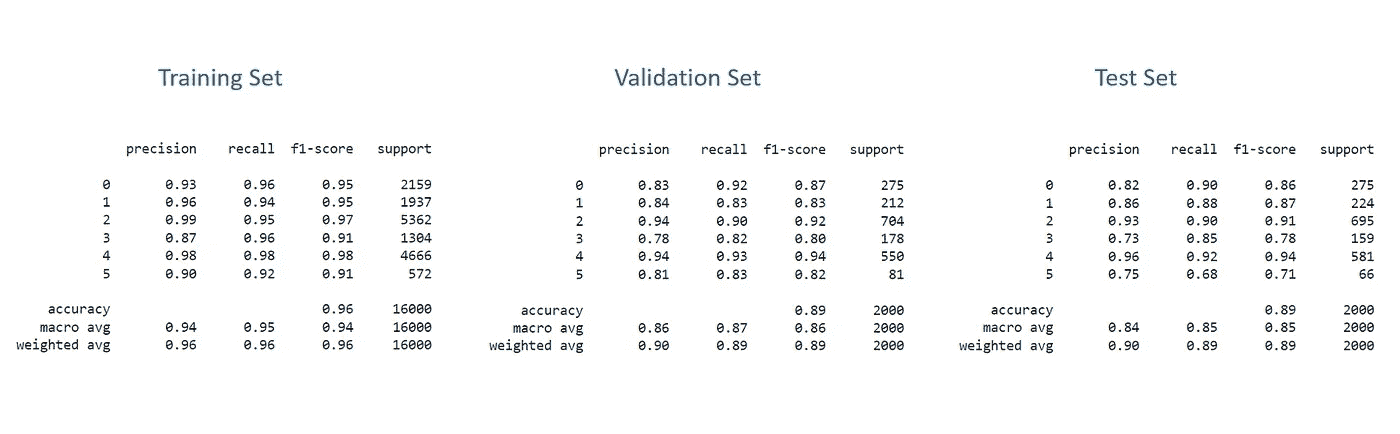 Training Set
precision recall f1-score support
0 0.93 0.96 0.95 2159
1 0.96 0.94 0.95 1937
2 0.99 0.95 0.97 5362
3 0.87 0.96 0.91 1304
4 0.98 0.98 0.98 4666
5 0.90 0.92 0.91 572
accuracy 0.96 16000
macro avg 0.94 0.95 0.94 16000
weighted avg 0.96 0.96 0.96 16000
Validation Set
precision recall f1-score support
0 0.83 0.92 0.87 275
1 0.84 0.83 0.83 212
2 0.94 0.90 0.92 704
3 0.78 0.82 0.80 178
4 0.94 0.93 0.94 550
5 0.81 0.83 0.82 81
accuracy 0.89 2000
macro avg 0.86 0.87 0.86 2000
weighted avg 0.90 0.89 0.89 2000
Test Set
precision recall f1-score support
0 0.82 0.90 0.86 275
1 0.86 0.88 0.87 224
2 0.93 0.90 0.91 695
3 0.73 0.85 0.78 159
4 0.96 0.92 0.94 581
5 0.75 0.68 0.71 66
accuracy 0.89 2000
macro avg 0.84 0.85 0.85 2000
weighted avg 0.90 0.89 0.89 2000